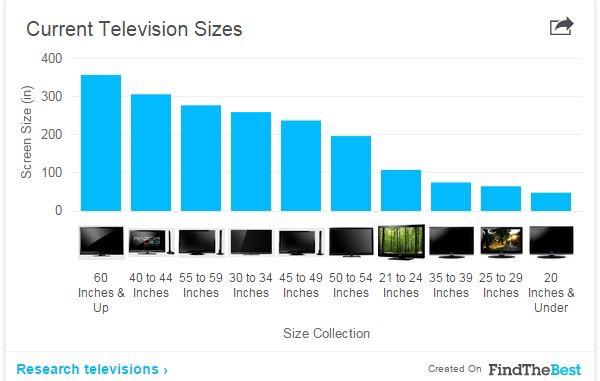 Current Television Sizes
400
300
200
100
0
Screen Size (in)
60
Inches &
Up
40 to 44
Inches
55 to 59
Inches
30 to 34
Inches
45 to 49
Inches
50 to 54
Inches
21 to 24
Inches
35 to 39
Inches
25 to 29
Inches
20
Inches &
Under
Size Collection
Research televisions ›
Created On FindTheBest